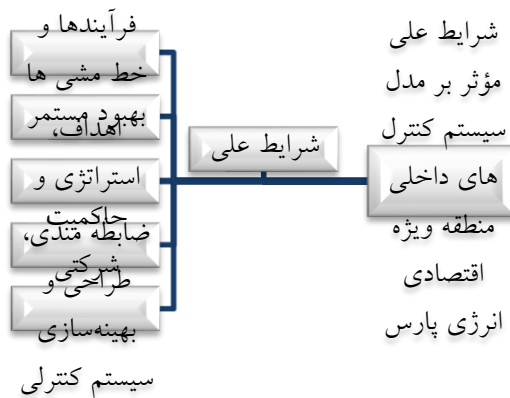 شرایط علی
مؤثر بر مدل
سیستم کنترل
های داخلی
منطقه ویژه
اقتصادی
انرژی پارس
شرایط علی
فرآیندها و
خط مشی ها
بهبود مستمر
اهداف،
استراتژی و
حاکمیت
شرکتی
ضابطه مندی،
طراحی و
بهینه‌سازی
سیستم کنترلی